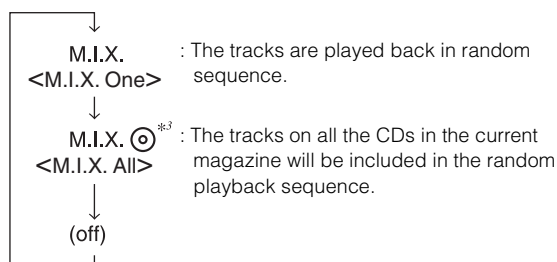 M.I.X. : The tracks are played back in random
<M.I.X. One> sequence.
M.I.X. *3 : The tracks on all the CDs in the current
<M.I.X. All> magazine will be included in the random
playback sequence.
(off)